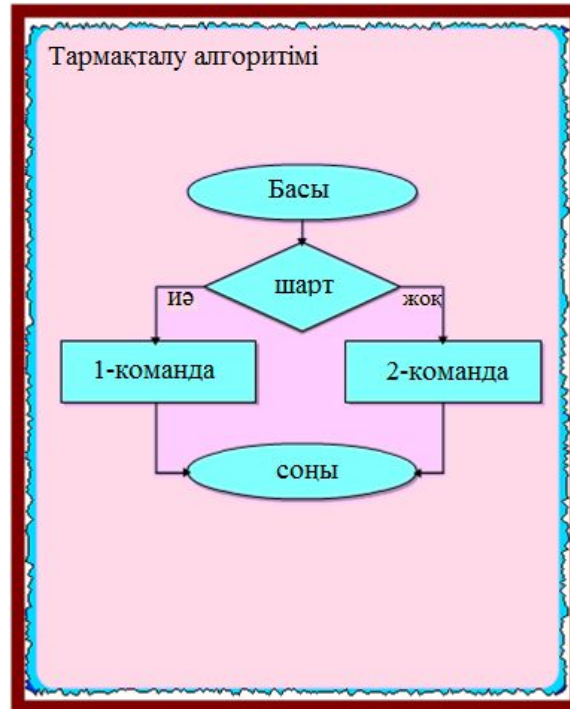 Тармақталу алгоритімі
Басы
шарт
иә
жоқ
1-команда
2-команда
соңы